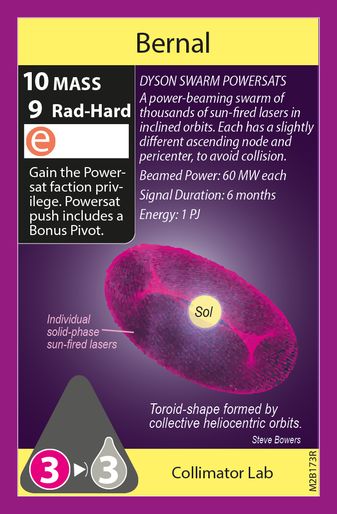 Bernal
10 MASS
9 Rad-Hard
e
Gain the Power-
sat faction priv-
ilege. Powersat
push includes a
Bonus Pivot.
DYSON SWARM POWERSATS
A power-beaming swarm of
thousands of sun-fired lasers in
inclined orbits. Each has a slightly
different ascending node and
pericenter, to avoid collision.
Beamed Power: 60 MW each
Signal Duration: 6 months
Energy: 1 PJ
Sol
Individual
solid-phase
sun-fired lasers
Toroid-shape formed by
collective heliocentric orbits.
Steve Bowers
3 3
Collimator Lab
M2B173R